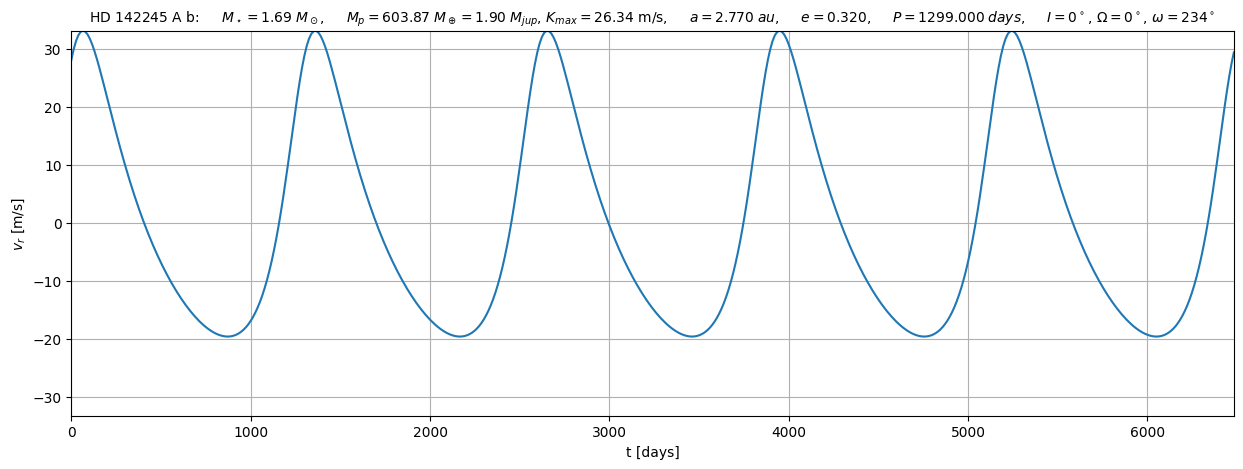 HD 142245 A b: M⋆ = 1.69 M⊙, Mp = 603.87 M⊕ = 1.90 Mjup, Kmax = 26.34 m/s, a = 2.770 au, e = 0.320, P = 1299.000 days, I = 0°, Ω = 0°, ω = 234°
30
20
10
0
−10
−20
−30
vr [m/s]
0 1000 2000 3000 4000 5000 6000
t [days]